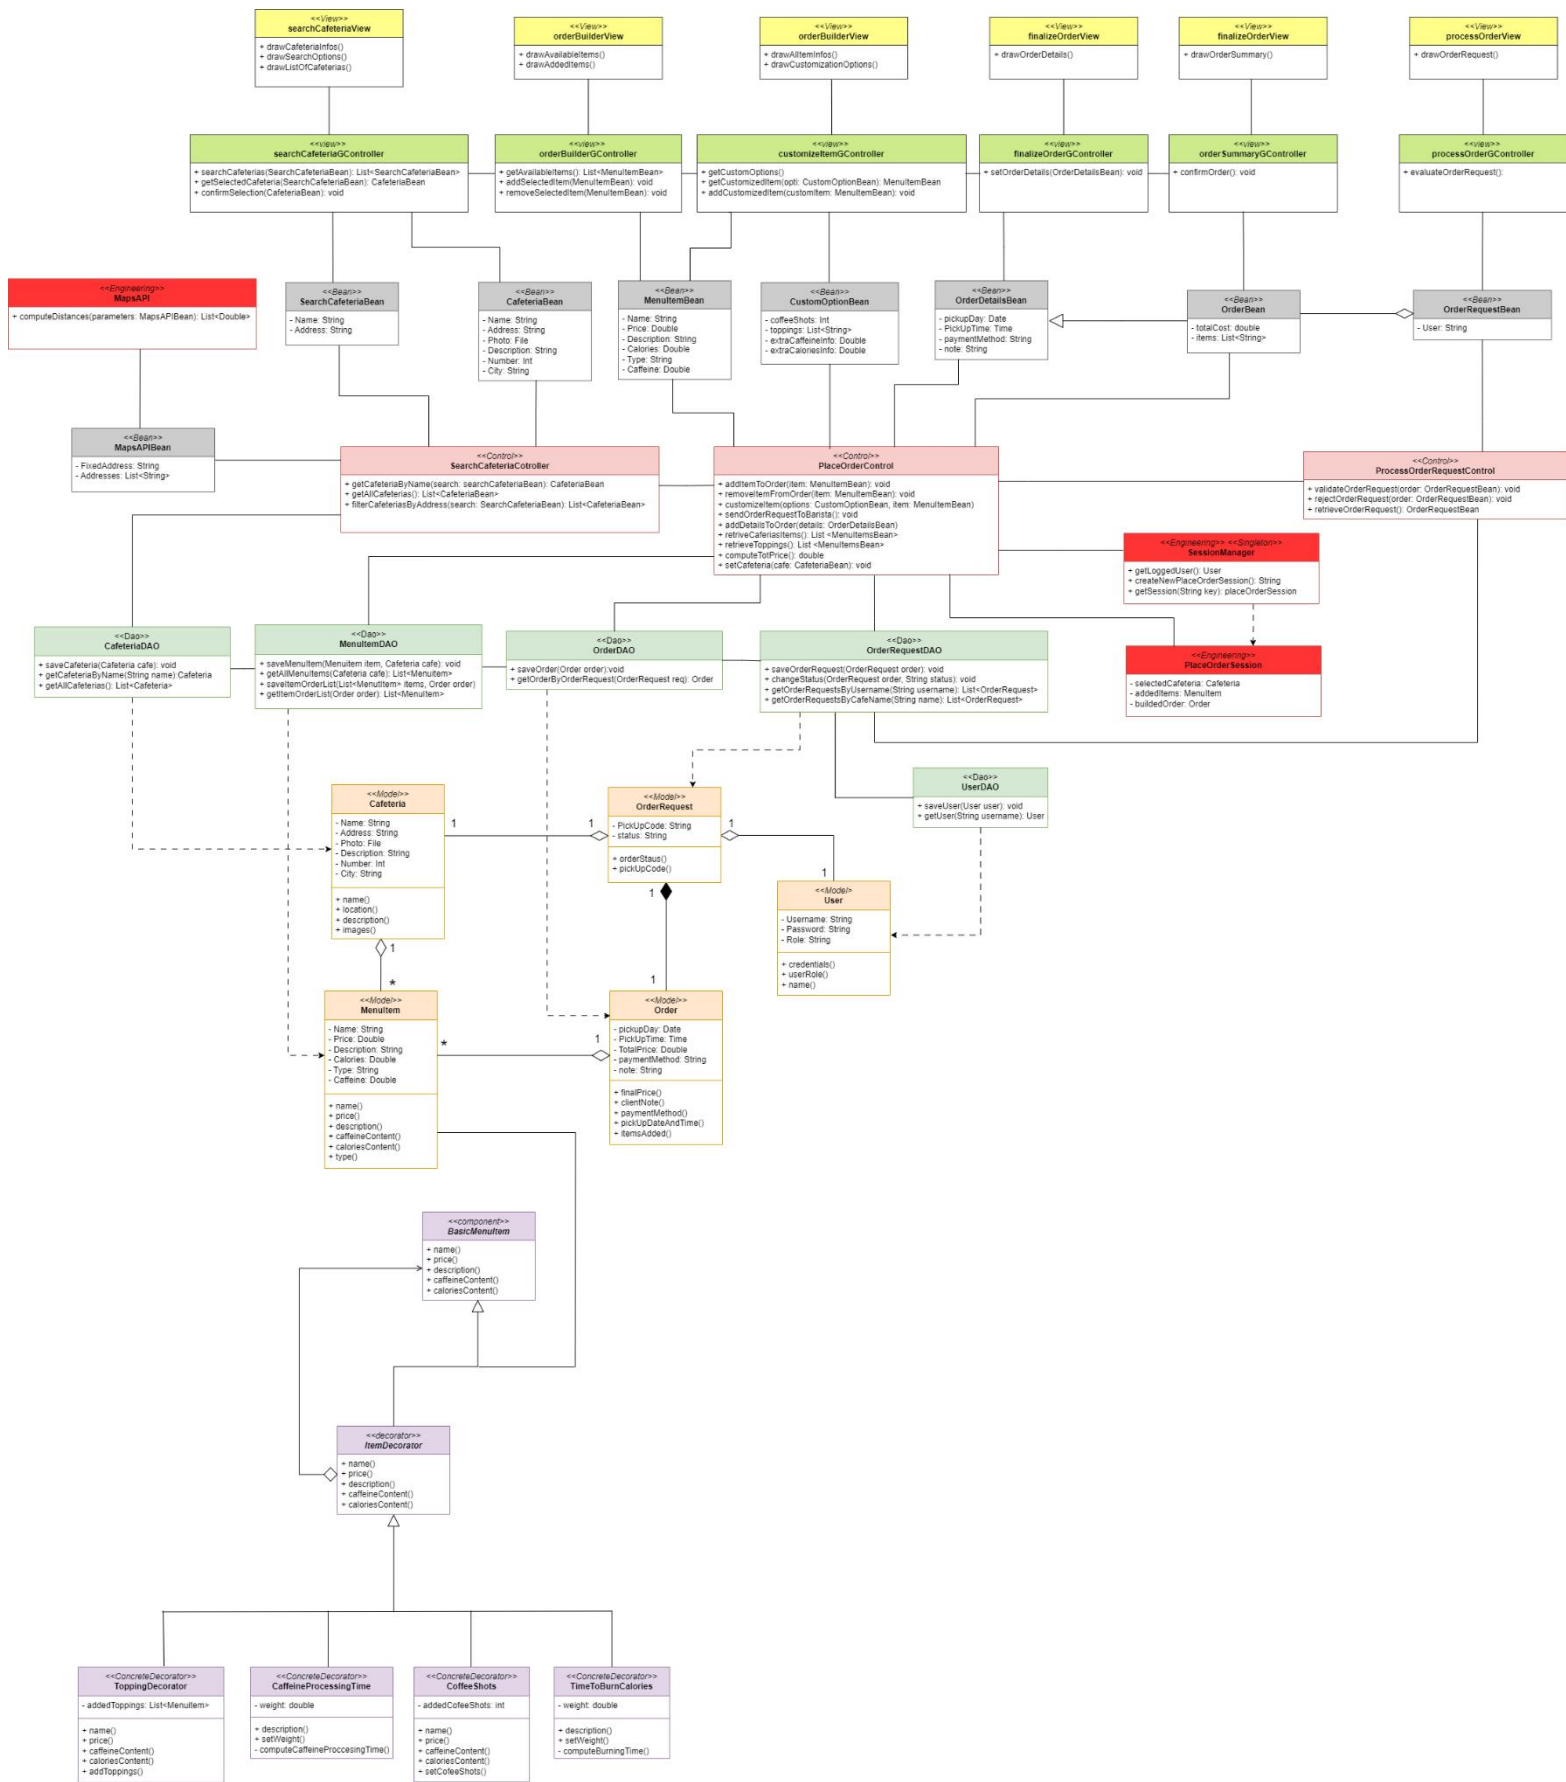 <<View>>
searchCafeteriaView
+ drawCafeteriaInfos()
+ drawSearchOptions()
+ drawListOfCafeterias()
<<View>>
orderBuilderView
+ drawAvailableItems()
+ drawAddedItems()
<<View>>
orderBuilderView
+ drawAltemInfos()
+ drawCustomizationOptions()
<<View>>
finalizeOrderView
+ drawOrderDetails()
<<View>>
finalizeOrderView
+ drawOrderSummary()
<<View>>
processOrderView
+ drawOrderRequest()
<<view>>
searchCafeteriaGController
+ searchCafeterias(SearchCafeteriaBean): List<SearchCafeteriaBean>
+ getSelectedCafeteria(SearchCafeteriaBean): CafeteriaBean
+ confirmSelection(CafeteriaBean): void
<<view>>
orderBuilderGController
+ getAvailableItems(): List<MenuItemBean>
+ addSelectedItem(MenuItemBean): void
+ removeSelectedItem(MenuItemBean): void
<<view>>
customizeItemGController
+ getCustomOptions()
+ getCustomizedItem(opti: CustomOptionBean): MenuItemBean
+ addCustomizedItem(customItem: MenuItemBean): void
<<view>>
finalizeOrderGController
+ setOrderDetails(OrderDetailsBean): void
<<view>>
orderSummaryGController
+ confirmOrder(): void
<<view>>
processOrderGController
+ evaluateOrderRequest():
<<Engineering>>
MapsAPI
+ computeDistances(parameters: MapsAPIBean): List<Double>
<<Bean>>
SearchCafeteriaBean
- Name: String
- Address: String
<<Bean>>
CafeteriaBean
- Name: String
- Address: String
- Photo: File
- Description: String
- Number: Int
- City: String
<<Bean>>
MenuItemBean
- Name: String
- Price: Double
- Description: String
- Calories: Double
- Type: String
- Caffeine: Double
<<Bean>>
CustomOptionBean
- coffeeShots: Int
- toppings: List<String>
- extraCaffeineInfo: Double
- extraCaloriesInfo: Double
<<Bean>>
OrderDetailsBean
- pickupDay: Date
- PickUpTime: Time
- paymentMethod: String
- note: String
<<Bean>>
OrderBean
- totalCost: double
- items: List<String>
<<Bean>>
OrderRequestBean
- User: String
<<Bean>>
MapsAPIBean
- FixedAddress: String
- Addresses: List<String>
<<Control>>
SearchCafeteriaCotroller
+ getCafeteriaByName(search: searchCafeteriaBean): CafeteriaBean
+ getAllCafeterias(): List<CafeteriaBean>
+ filterCafeteriasByAddress(search: SearchCafeteriaBean): List<CafeteriaBean>
<<Control>>
PlaceOrderControl
+ addItemToOrder(item: MenuItemBean): void
+ removeItemFromOrder(item: MenuItemBean): void
+ customizeItem(options: CustomOptionBean, item: MenuItemBean)
+ sendOrderRequestToBarista(): void
+ addDetailsToOrder(details: OrderDetailsBean)
+ retriveCaferiasItems(): List <MenuItemsBean>
+ retrieveToppings(): List <MenuItemsBean>
+ computeTotPrice(): double
+ setCafeteria(cafe: CafeteriaBean): void
<<Control>>
ProcessOrderRequestControl
+ validateOrderRequest(order: OrderRequestBean): void
+ rejectOrderRequest(order: OrderRequestBean): void
+ retrieveOrderRequest(): OrderRequestBean
<<Engineering>> <<Singleton>>
SessionManager
+ getLoggedUser(): User
+ createNewPlaceOrderSession(): String
+ getSession(String key): placeOrderSession
<<Dao>>
CafeteriaDAO
+ saveCafeteria(Cafeteria cafe): void
+ getCafeteriaByName(String name):Cafeteria
+ getAllCafeterias(): List<Cafeteria>
<<Dao>>
MenuItemDAO
+ saveMenuItem(Menuitem item, Cafeteria cafe): void
+ getAllMenuItems(Cafeteria cafe): List<Menuitem>
+ saveItemOrderList(List<MenutItem> items, Order order)
+ getItemOrderList(Order order): List<MenuItem>
<<Dao>>
OrderDAO
+ saveOrder(Order order):void
+ getOrderByOrderRequest(OrderRequest req): Order
<<Dao>>
OrderRequestDAO
+ saveOrderRequest(OrderRequest order): void
+ changeStatus(OrderRequest order, String status): void
+ getOrderRequestsByUsername(String username): List<OrderRequest>
+ getOrderRequestsByCafeName(String name): List<OrderRequest>
<<Engineering>>
PlaceOrderSession
- selectedCafeteria: Cafeteria
- addedItems: MenuItem
- buildedOrder: Order
<<Dao>>
UserDAO
+ saveUser(User user): void
+ getUser(String username): User
<<Model>>
Cafeteria
- Name: String
- Address: String
- Photo: File
- Description: String
- Number: Int
- City: String
+ name()
+ location()
+ description()
+ images()
1
1
<<Model>>
OrderRequest
- PickUpCode: String
- status: String
+ orderStaus()
+ pickUpCode()
1
1
<<Model>
User
- Username: String
- Password: String
- Role: String
+ credentials()
+ userRole()
+ name()
1
1
1
*
<<Model>>
MenuItem
- Name: String
- Price: Double
- Description: String
- Calories: Double
- Type: String
- Caffeine: Double
+ name()
+ price()
+ description()
+ caffeineContent()
+ caloriesContent()
+ type()
*
1
<<Model>>
Order
- pickupDay: Date
- PickUpTime: Time
- TotalPrice: Double
- paymentMethod: String
- note: String
+ finalPrice()
+ clientNote()
+ paymentMethod()
+ pickUpDateAndTime()
+ itemsAdded()
<<component>>
BasicMenuItem
+ name()
+ price()
+ description()
+ caffeineContent()
+ caloriesContent()
<<decorator>>
ItemDecorator
+ name()
+ price()
+ description()
+ caffeineContent()
+ caloriesContent()
<<ConcreteDecorator>>
ToppingDecorator
- addedToppings: List<MenuItem>
+ name()
+ price()
+ caffeineContent()
+ caloriesContent()
+ addToppings()
<<ConcreteDecorator>>
CaffeineProcessingTime
- weight: double
+ description()
+ setWeight()
- computeCaffeineProccesingTime()
<<ConcreteDecorator>>
CoffeeShots
- addedCofeeShots: int
+ name()
+ price()
+ caffeineContent()
+ caloriesContent()
+ setCofeeShots()
<<ConcreteDecorator>>
TimeToBurnCalories
- weight: double
+ description()
+ setWeight()
- computeBurningTime()